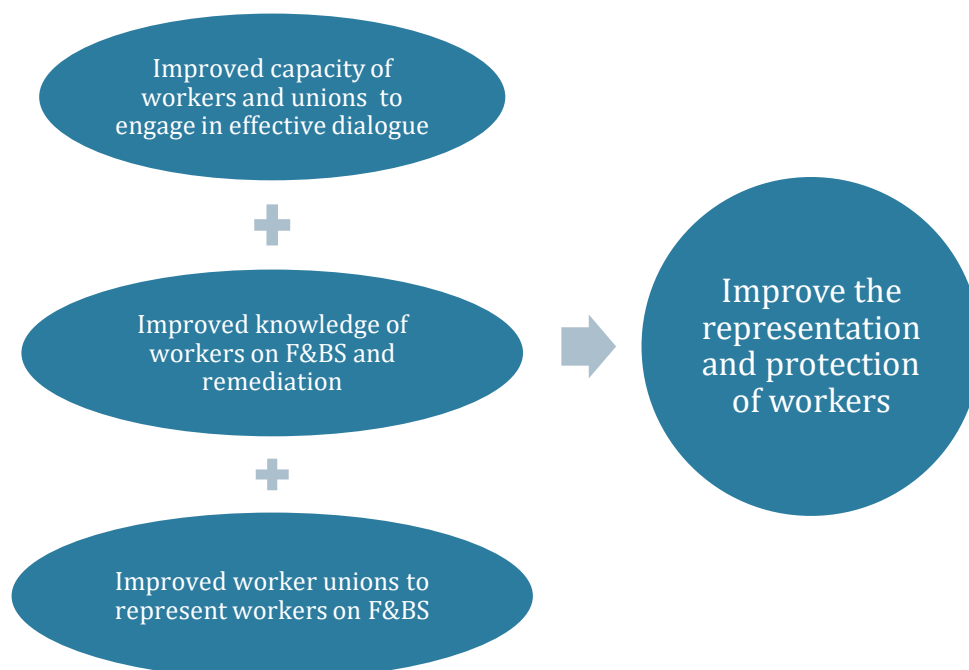 Improved capacity of
workers and unions to
engage in effective dialogue
Improved knowledge of
workers on F&BS and
remediation
Improved worker unions to
represent workers on F&BS
Improve the
representation
and protection
of workers